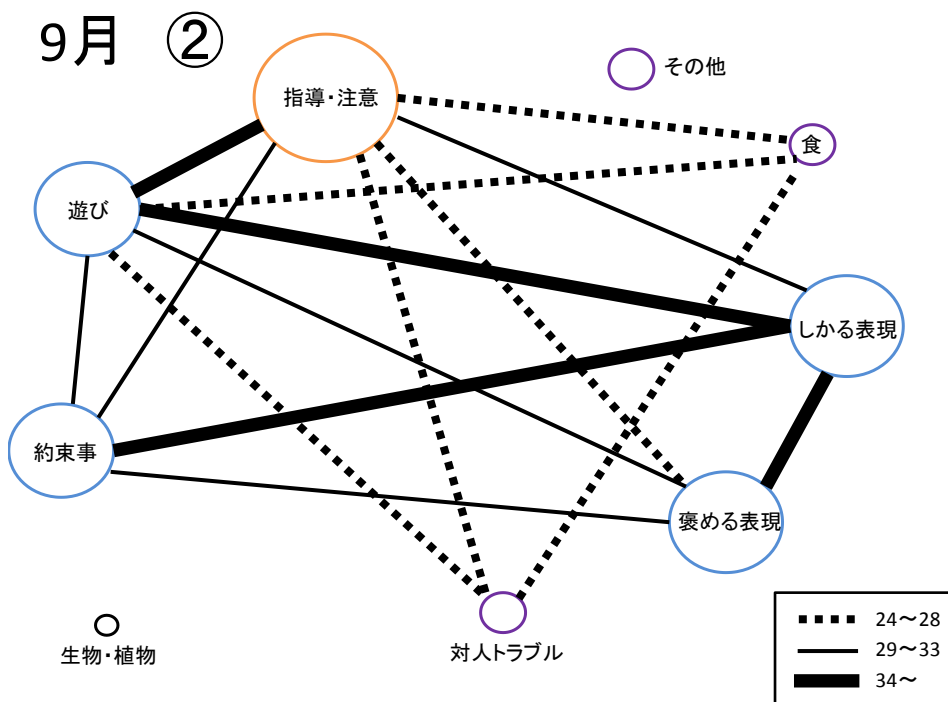 9月 ②
指導・注意
その他
食
遊び
しかる表現
約束事
褒める表現
生物・植物
対人トラブル
24～28
29～33
34～